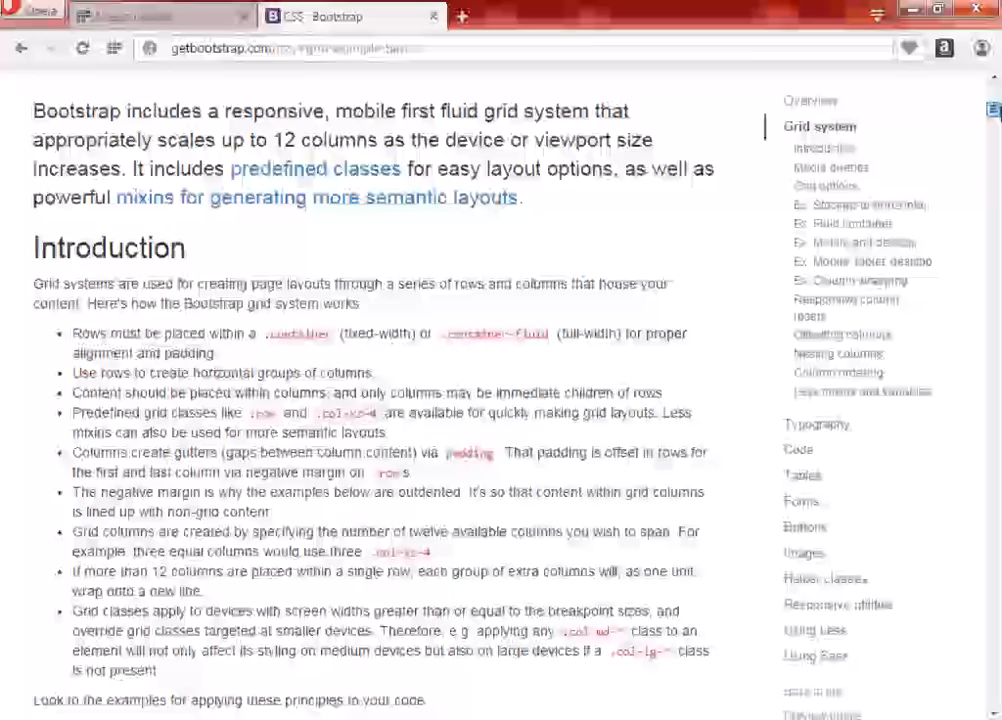 Opera
CSS · Bootstrap
getbootstrap.com
Bootstrap includes a responsive, mobile first fluid grid system that
appropriately scales up to 12 columns as the device or viewport size
increases. It includes predefined classes for easy layout options, as well as
powerful mixins for generating more semantic layouts.
Introduction
Grid systems are used for creating page layouts through a series of rows and columns that house your
content. Here's how the Bootstrap grid system works:
• Rows must be placed within a .container (fixed-width) or .container-fluid (full-width) for proper
alignment and padding.
• Use rows to create horizontal groups of columns.
• Content should be placed within columns, and only columns may be immediate children of rows.
• Predefined grid classes like .row and .col-xs-4 are available for quickly making grid layouts. Less
mixins can also be used for more semantic layouts.
• Columns create gutters (gaps between column content) via padding. That padding is offset in rows for
the first and last column via negative margin on .rows.
• The negative margin is why the examples below are outdented. It's so that content within grid columns
is lined up with non-grid content.
• Grid columns are created by specifying the number of twelve available columns you wish to span. For
example, three equal columns would use three .col-xs-4.
• If more than 12 columns are placed within a single row, each group of extra columns will, as one unit,
wrap onto a new line.
• Grid classes apply to devices with screen widths greater than or equal to the breakpoint sizes, and
override grid classes targeted at smaller devices. Therefore, e.g. applying any .col-md-* class to an
element will not only affect its styling on medium devices but also on large devices if a .col-lg-* class
is not present.
Look to the examples for applying these principles to your code.
Overview
Grid system
Introduction
Media queries
Grid options
Ex: Stacked-to-horizontal
Ex: Fluid container
Ex: Mobile and desktop
Ex: Mobile, tablet, desktop
Ex: Column wrapping
Responsive column
resets
Offsetting columns
Nesting columns
Column ordering
Less mixins and variables
Typography
Code
Tables
Forms
Buttons
Images
Helper classes
Responsive utilities
Using Less
Using Sass
Back to top